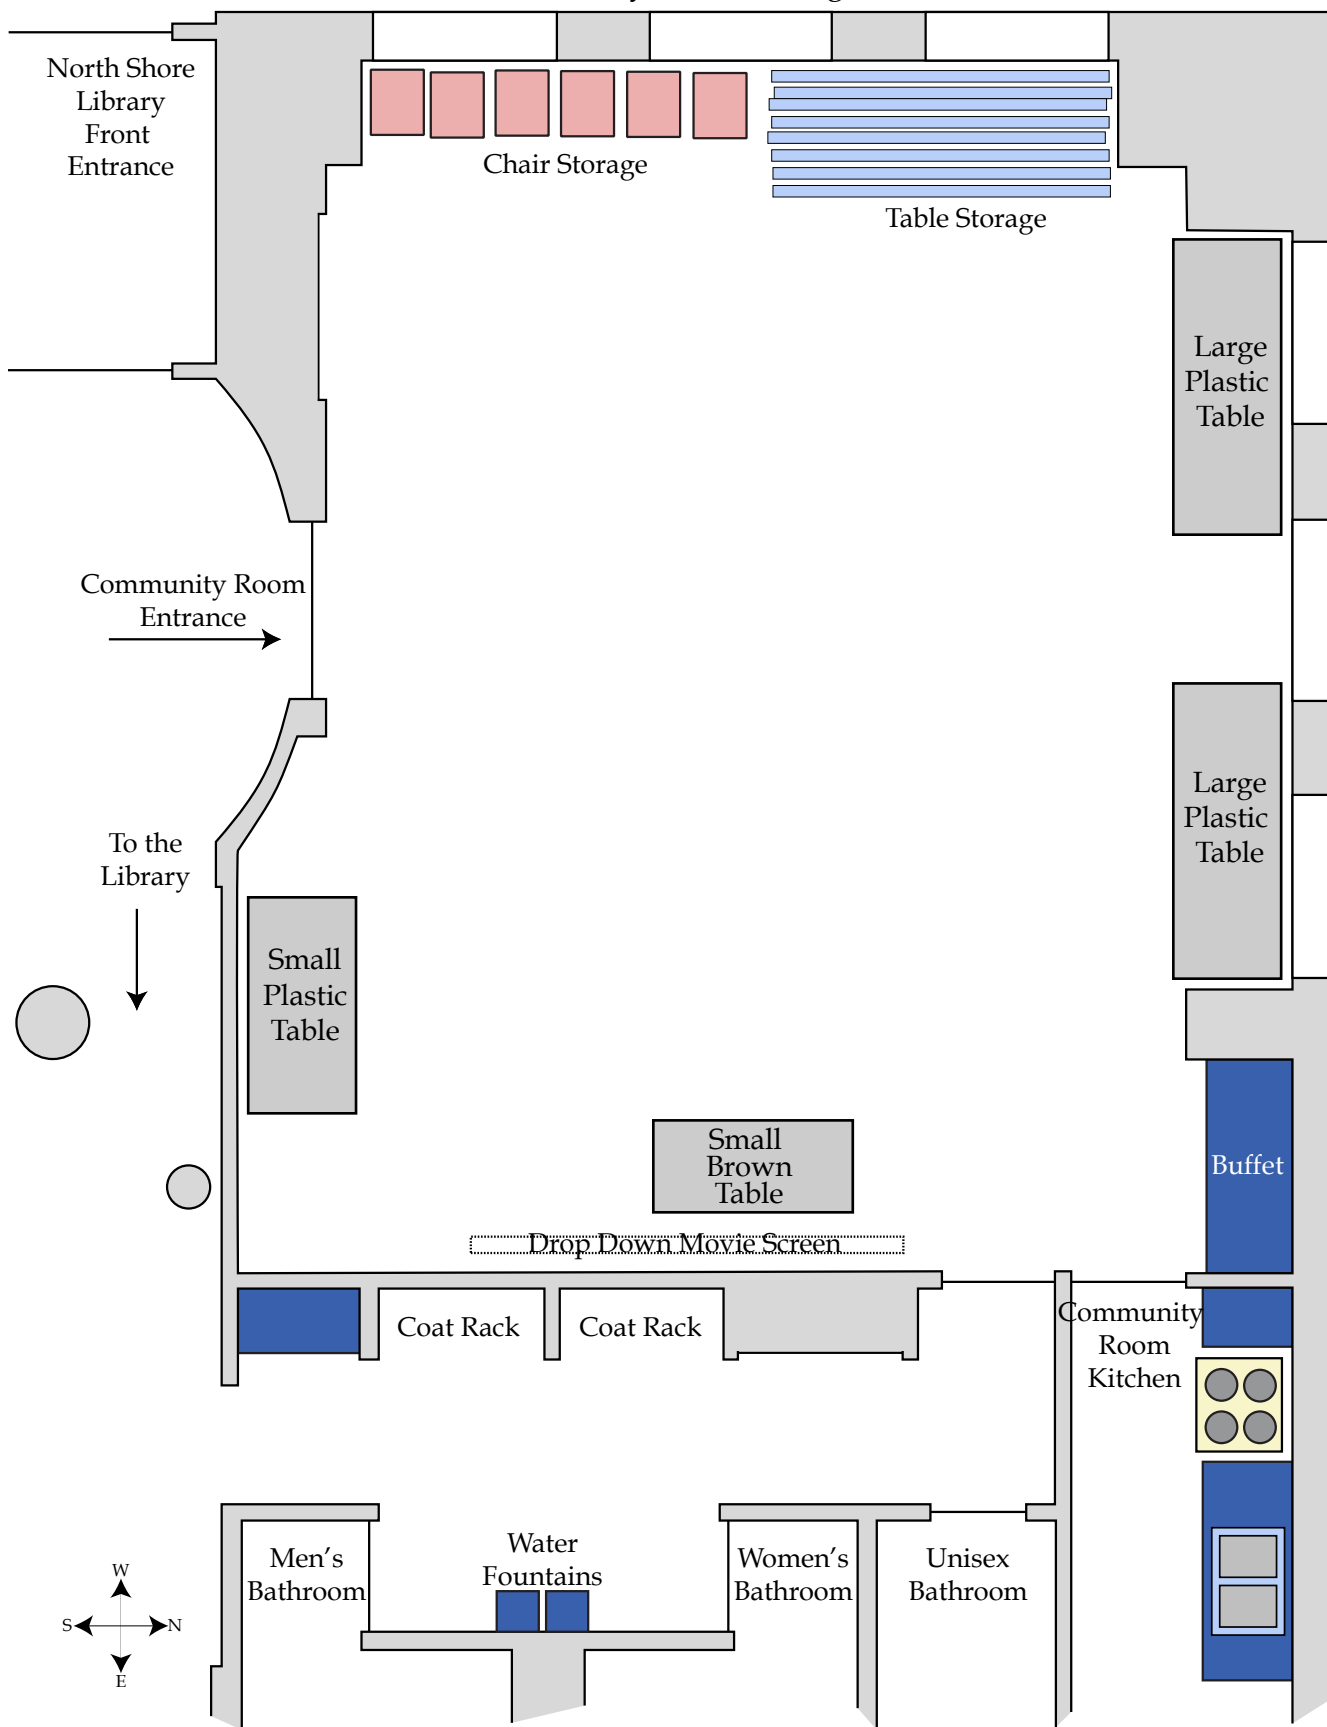 North Shore
Library
Front
Entrance
Chair Storage
Table Storage
Large
Plastic
Table
Community Room
Entrance
Large
Plastic
Table
To the
Library
Small
Plastic
Table
Small
Brown
Table
Buffet
Drop Down Movie Screen
Coat Rack
Coat Rack
Community
Room
Kitchen
Men's
Bathroom
Water
Fountains
Women's
Bathroom
Unisex
Bathroom
W
S
N
E